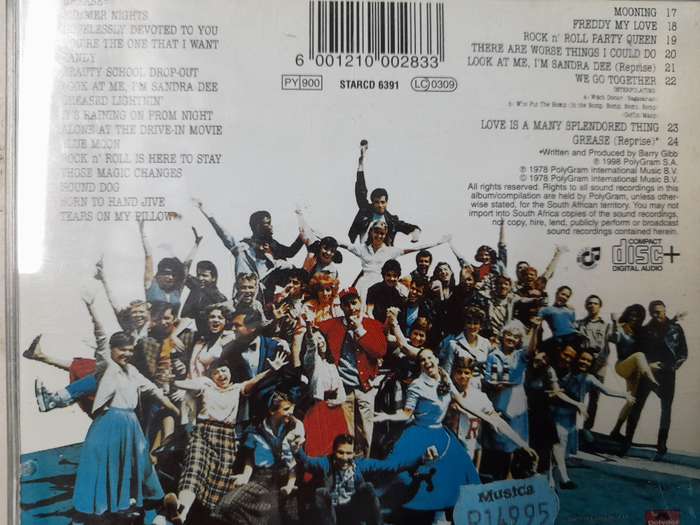 GREASE*
SUMMER NIGHTS
HOPELESSLY DEVOTED TO YOU
YOU'RE THE ONE THAT I WANT
SANDY
BEAUTY SCHOOL DROP-OUT
LOOK AT ME, I'M SANDRA DEE
GREASED LIGHTNIN'
IT'S RAINING ON PROM NIGHT
ALONE AT THE DRIVE-IN MOVIE
BLUE MOON
ROCK n' ROLL IS HERE TO STAY
THOSE MAGIC CHANGES
HOUND DOG
BORN TO HAND JIVE
TEARS ON MY PILLOW
6 001210 002833
PY 900 STARCD 6391 LC 0309
MOONING 17
FREDDY MY LOVE 18
ROCK n' ROLL PARTY QUEEN 19
THERE ARE WORSE THINGS I COULD DO 20
LOOK AT ME, I'M SANDRA DEE (Reprise) 21
WE GO TOGETHER 22
INTERPOLATING
LOVE IS A MANY SPLENDORED THING 23
GREASE (Reprise)* 24
*Written and Produced by Barry Gibb
℗ 1998 PolyGram S.A.
℗ 1978 PolyGram International Music B.V.
© 1978 PolyGram International Music B.V.
All rights reserved. Rights to all sound recordings in this
album/compilation are held by PolyGram, unless other-
wise stated, for the South African territory. You may not
import into South Africa copies of the sound recordings,
nor copy, hire, lend, publicly perform or broadcast
sound recordings contained herein.
COMPACT
disc+
DIGITAL AUDIO
Musica
R14995